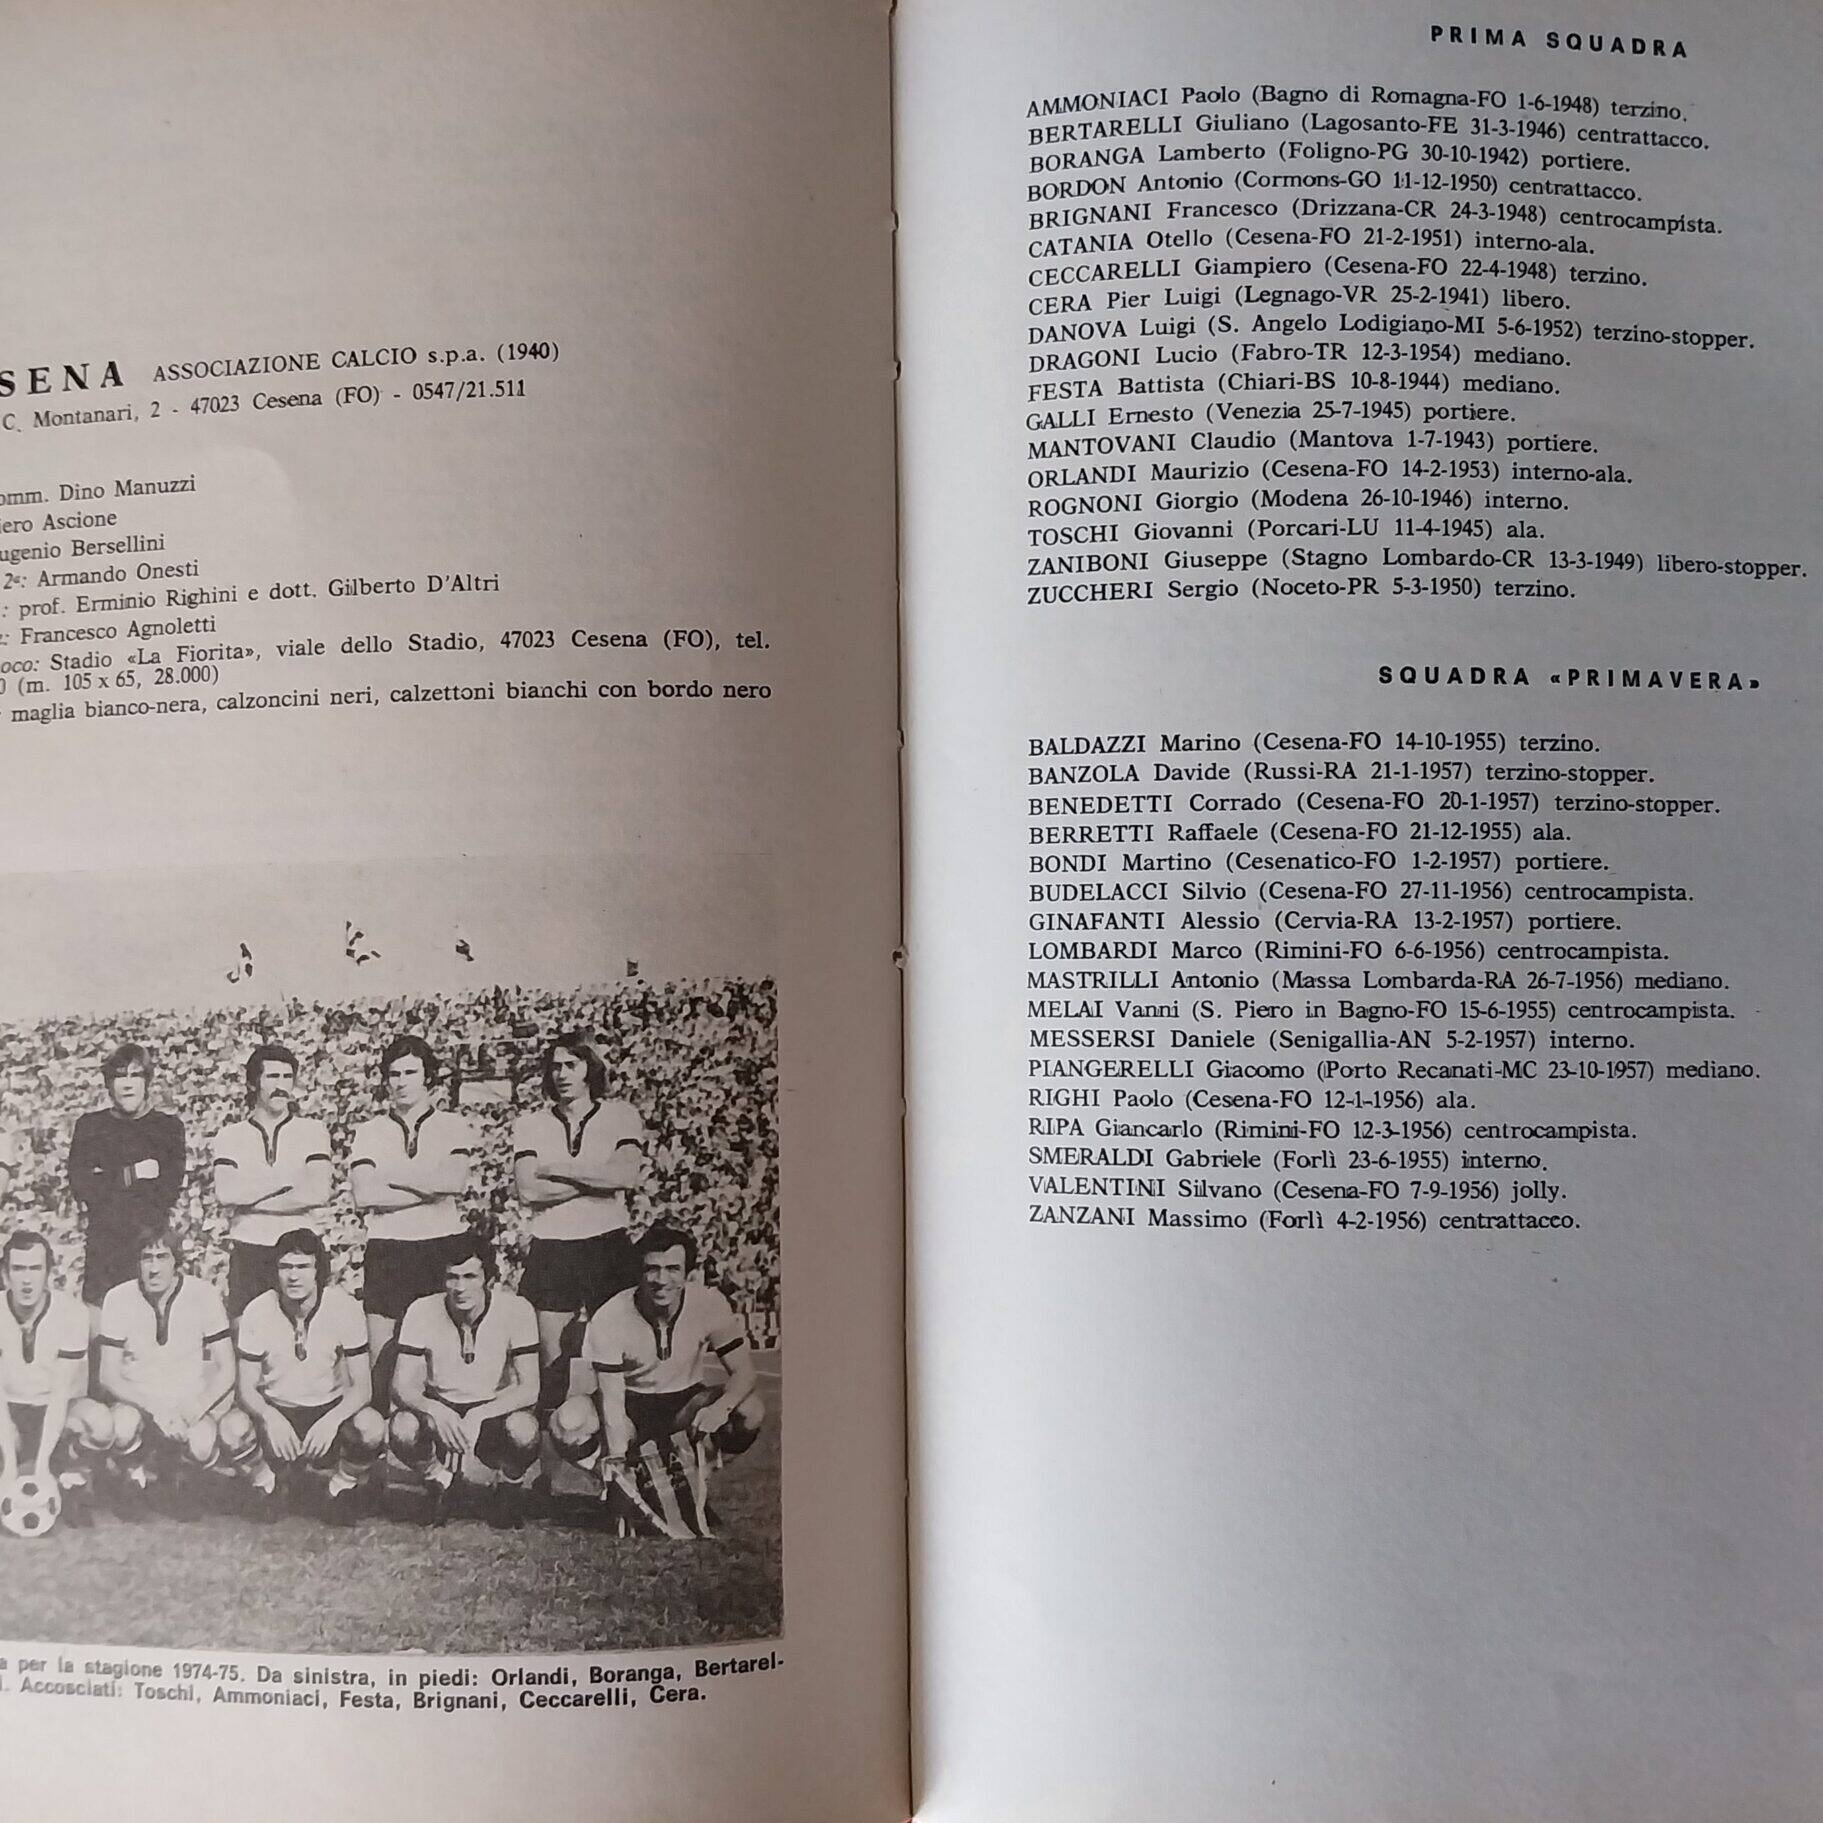 SENA ASSOCIAZIONE CALCIO s.p.a. (1940)
C. Montanari, 2 - 47023 Cesena (FO) - 0547/21.511
omm. Dino Manuzzi
iero Ascione
ugenio Bersellini
2ª: Armando Onesti
: prof. Erminio Righini e dott. Gilberto D'Altri
: Francesco Agnoletti
oco: Stadio «La Fiorita», viale dello Stadio, 47023 Cesena (FO), tel.
0 (m. 105 x 65, 28.000)
maglia bianco-nera, calzoncini neri, calzettoni bianchi con bordo nero
a per la stagione 1974-75. Da sinistra, in piedi: Orlandi, Boranga, Bertarel-
i. Accosciati: Toschi, Ammoniaci, Festa, Brignani, Ceccarelli, Cera.
PRIMA SQUADRA
AMMONIACI Paolo (Bagno di Romagna-FO 1-6-1948) terzino.
BERTARELLI Giuliano (Lagosanto-FE 31-3-1946) centrattacco.
BORANGA Lamberto (Foligno-PG 30-10-1942) portiere.
BORDON Antonio (Cormons-GO 11-12-1950) centrattacco.
BRIGNANI Francesco (Drizzana-CR 24-3-1948) centrocampista.
CATANIA Otello (Cesena-FO 21-2-1951) interno-ala.
CECCARELLI Giampiero (Cesena-FO 22-4-1948) terzino.
CERA Pier Luigi (Legnago-VR 25-2-1941) libero.
DANOVA Luigi (S. Angelo Lodigiano-MI 5-6-1952) terzino-stopper.
DRAGONI Lucio (Fabro-TR 12-3-1954) mediano.
FESTA Battista (Chiari-BS 10-8-1944) mediano.
GALLI Ernesto (Venezia 25-7-1945) portiere.
MANTOVANI Claudio (Mantova 1-7-1943) portiere.
ORLANDI Maurizio (Cesena-FO 14-2-1953) interno-ala.
ROGNONI Giorgio (Modena 26-10-1946) interno.
TOSCHI Giovanni (Porcari-LU 11-4-1945) ala.
ZANIBONI Giuseppe (Stagno Lombardo-CR 13-3-1949) libero-stopper.
ZUCCHERI Sergio (Noceto-PR 5-3-1950) terzino.
SQUADRA «PRIMAVERA»
BALDAZZI Marino (Cesena-FO 14-10-1955) terzino.
BANZOLA Davide (Russi-RA 21-1-1957) terzino-stopper.
BENEDETTI Corrado (Cesena-FO 20-1-1957) terzino-stopper.
BERRETTI Raffaele (Cesena-FO 21-12-1955) ala.
BONDI Martino (Cesenatico-FO 1-2-1957) portiere.
BUDELACCI Silvio (Cesena-FO 27-11-1956) centrocampista.
GINAFANTI Alessio (Cervia-RA 13-2-1957) portiere.
LOMBARDI Marco (Rimini-FO 6-6-1956) centrocampista.
MASTRILLI Antonio (Massa Lombarda-RA 26-7-1956) mediano.
MELAI Vanni (S. Piero in Bagno-FO 15-6-1955) centrocampista.
MESSERSI Daniele (Senigallia-AN 5-2-1957) interno.
PIANGERELLI Giacomo (Porto Recanati-MC 23-10-1957) mediano.
RIGHI Paolo (Cesena-FO 12-1-1956) ala.
RIPA Giancarlo (Rimini-FO 12-3-1956) centrocampista.
SMERALDI Gabriele (Forlì 23-6-1955) interno.
VALENTINI Silvano (Cesena-FO 7-9-1956) jolly.
ZANZANI Massimo (Forlì 4-2-1956) centrattacco.